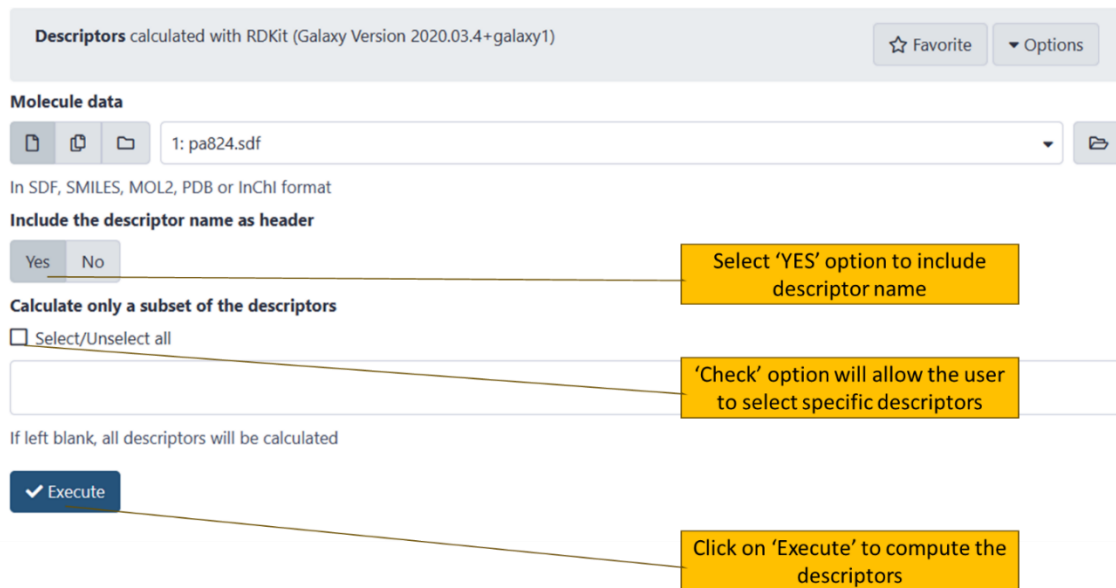 Descriptors calculated with RDKit (Galaxy Version 2020.03.4+galaxy1)
Favorite
Options
Molecule data
1: pa824.sdf
In SDF, SMILES, MOL2, PDB or InChI format
Include the descriptor name as header
Yes No
Select ‘YES’ option to include
descriptor name
Calculate only a subset of the descriptors
Select/Unselect all
‘Check’ option will allow the user
to select specific descriptors
If left blank, all descriptors will be calculated
Execute
Click on ‘Execute’ to compute the
descriptors